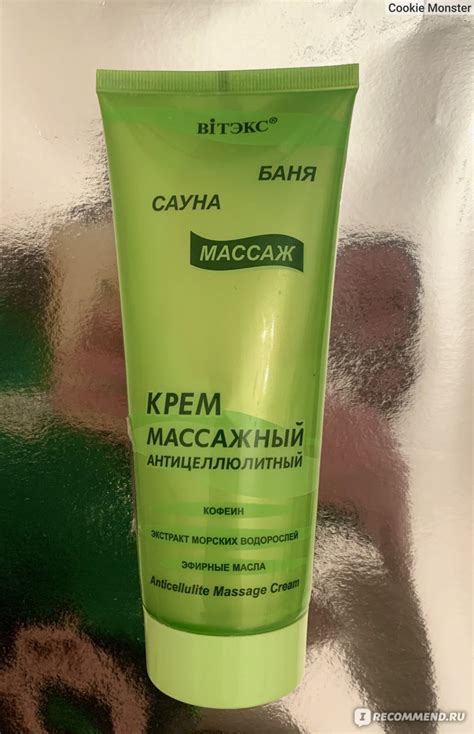 Cookie Monster
ВіТЭКС®
БАНЯ
САУНА
МАССАЖ
КРЕМ
МАССАЖНЫЙ
АНТИЦЕЛЛЮЛИТНЫЙ
КОФЕИН
ЭКСТРАКТ МОРСКИХ ВОДОРОСЛЕЙ
ЭФИРНЫЕ МАСЛА
Anticellulite Massage Cream
IRECOMMEND.RU